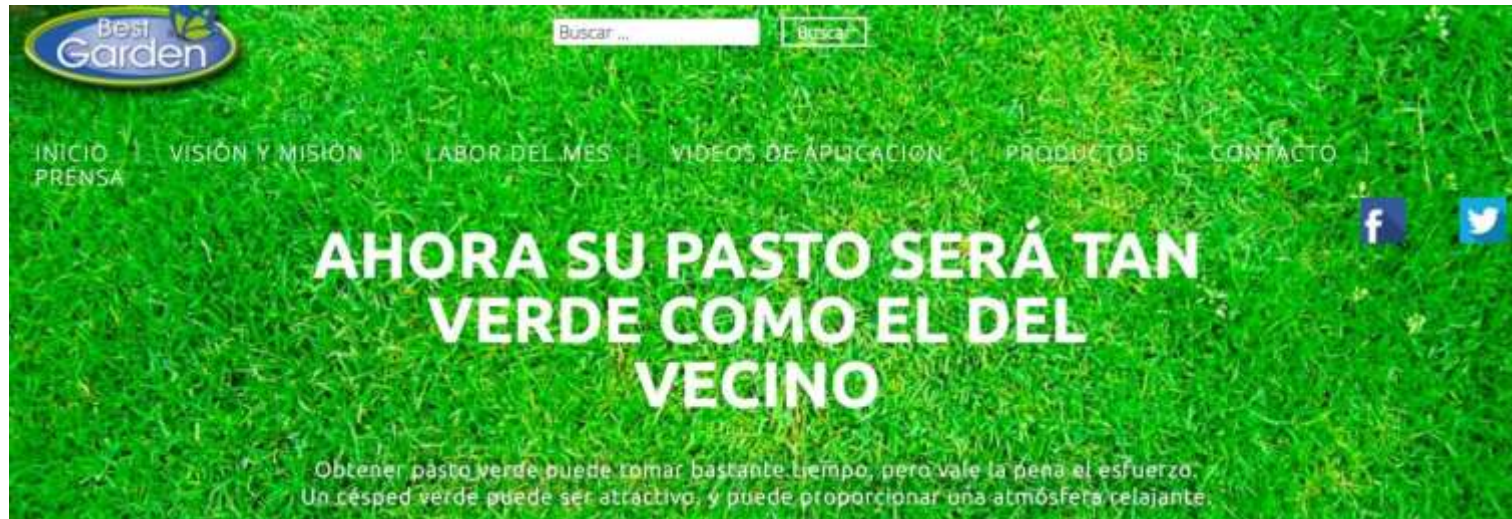 Best
Garden
Buscar ...
Buscar
INICIO | VISIÓN Y MISIÓN | LABOR DEL MES | VIDEOS DE APLICACIÓN | PRODUCTOS | CONTACTO |
PRENSA
AHORA SU PASTO SERÁ TAN
VERDE COMO EL DEL
VECINO
Obtener pasto verde puede tomar bastante tiempo, pero vale la pena el esfuerzo.
Un césped verde puede ser atractivo, y puede proporcionar una atmósfera relajante.